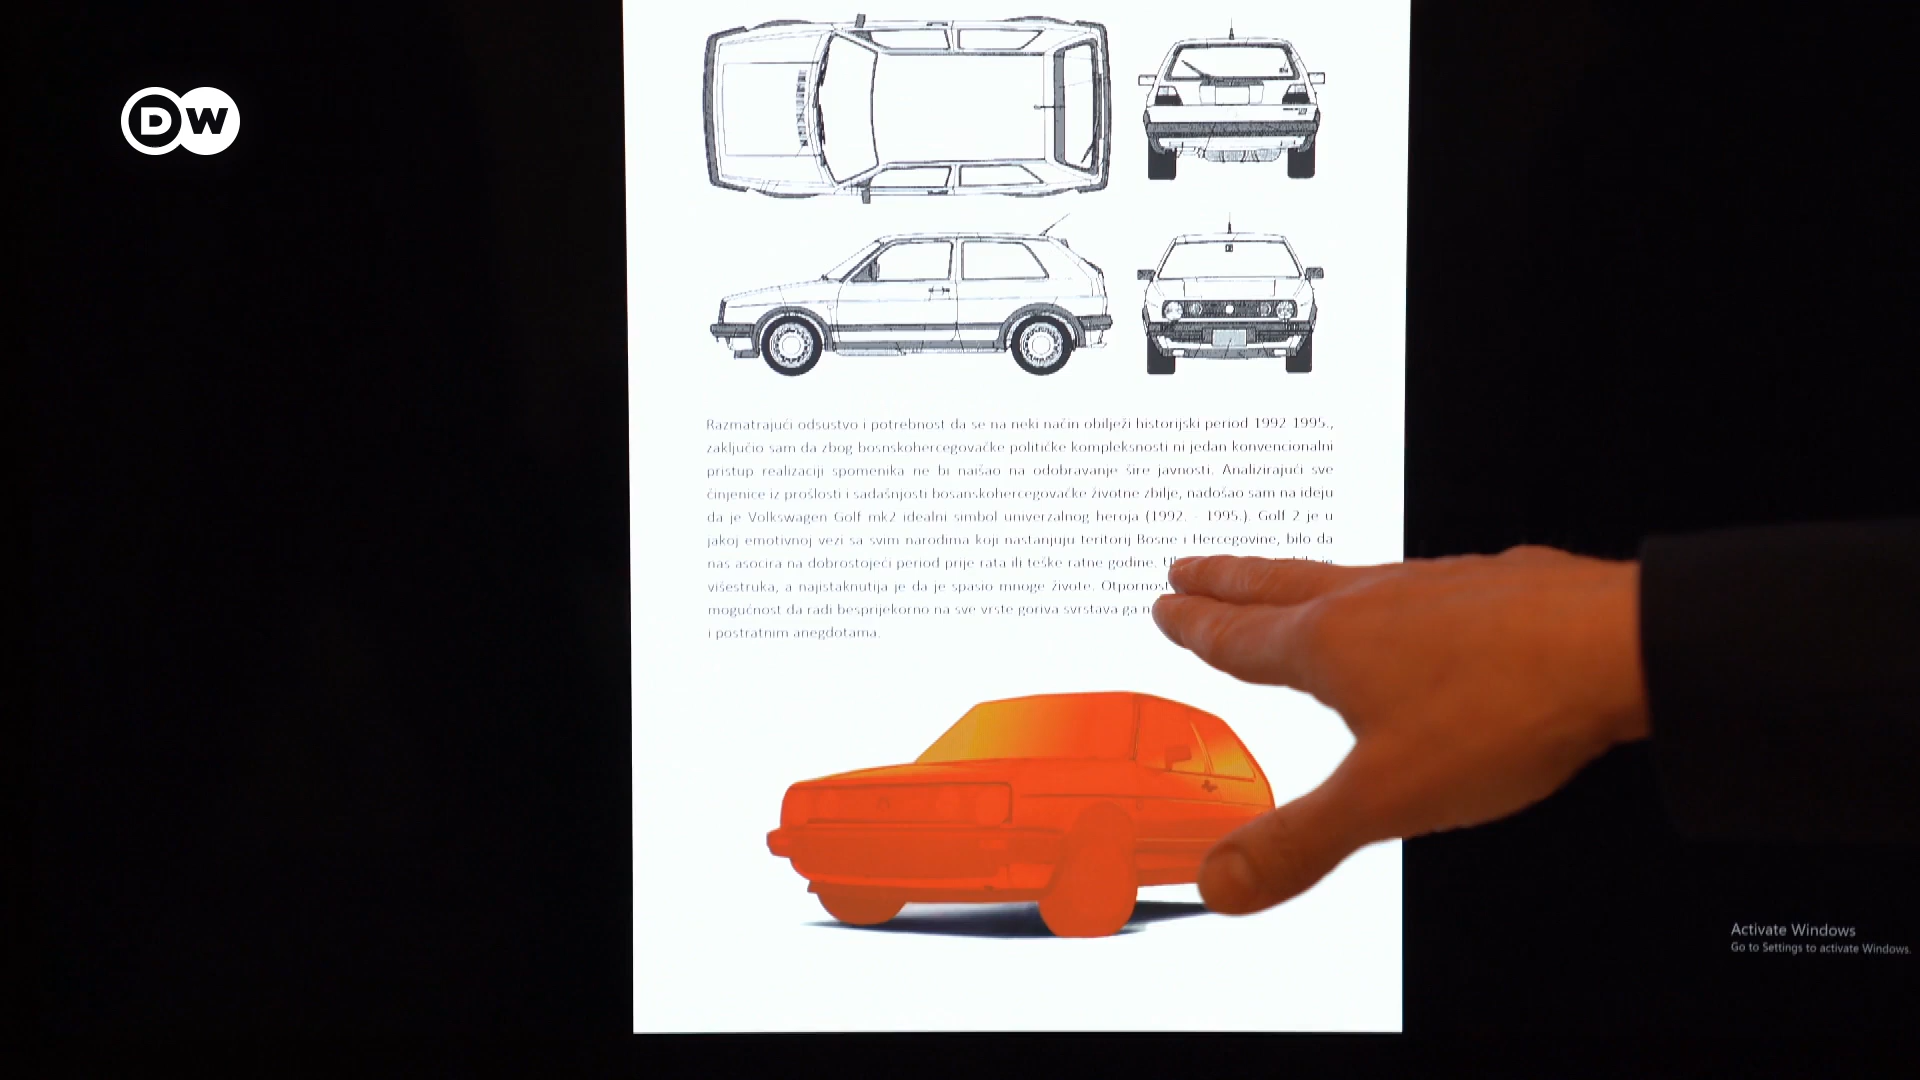 DW
Razmatrajući odsustvo i potrebnost da se na neki način obilježi historijski period 1992 1995.,
zaključio sam da zbog bosnskohercegovačke političke kompleksnosti ni jedan konvencionalni
pristup realizaciji spomenika ne bi naišao na odobravanje šire javnosti. Analizirajući sve
činjenice iz prošlosti i sadašnjosti bosanskohercegovačke životne zbilje, nadošao sam na ideju
da je Volkswagen Golf mk2 idealni simbol univerzalnog heroja (1992. - 1995.). Golf 2 je u
jakoj emotivnoj vezi sa svim narodima koji nastanjuju teritorij Bosne i Hercegovine, bilo da
nas asocira na dobrostojeći period prije rata ili teške ratne godine.
višestruka, a najistaknutija je da je spasio mnoge živote. Otpornost
mogućnost da radi besprijekorno na sve vrste goriva svrstava ga
i postratnim anegdotama.
Activate Windows
Go to Settings to activate Windows.